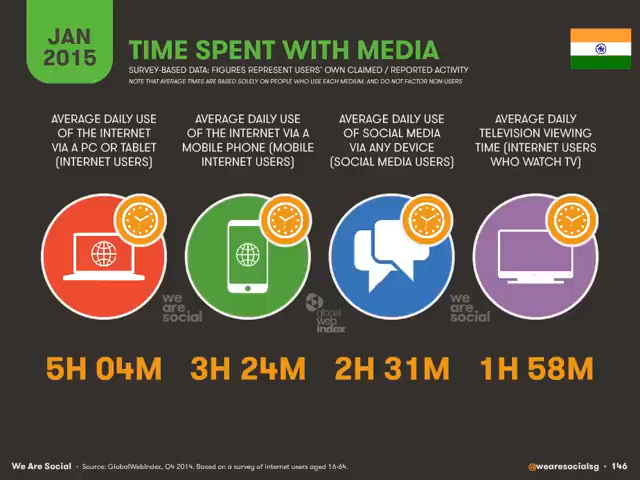 JAN
2015
TIME SPENT WITH MEDIA
SURVEY-BASED DATA: FIGURES REPRESENT USERS' OWN CLAIMED / REPORTED ACTIVITY
NOTE THAT AVERAGE TIMES ARE BASED SOLELY ON PEOPLE WHO USE EACH MEDIUM, AND DO NOT FACTOR NON-USERS
AVERAGE DAILY USE
OF THE INTERNET
VIA A PC OR TABLET
(INTERNET USERS)
AVERAGE DAILY USE
OF THE INTERNET VIA A
MOBILE PHONE (MOBILE
INTERNET USERS)
AVERAGE DAILY USE
OF SOCIAL MEDIA
VIA ANY DEVICE
(SOCIAL MEDIA USERS)
AVERAGE DAILY
TELEVISION VIEWING
TIME (INTERNET USERS
WHO WATCH TV)
we
are
social
global
web
index
we
are
social
5H 04M
3H 24M
2H 31M
1H 58M
We Are Social • Source: GlobalWebIndex, Q4 2014. Based on a survey of internet users aged 16-64.
@wearesocialsg • 146